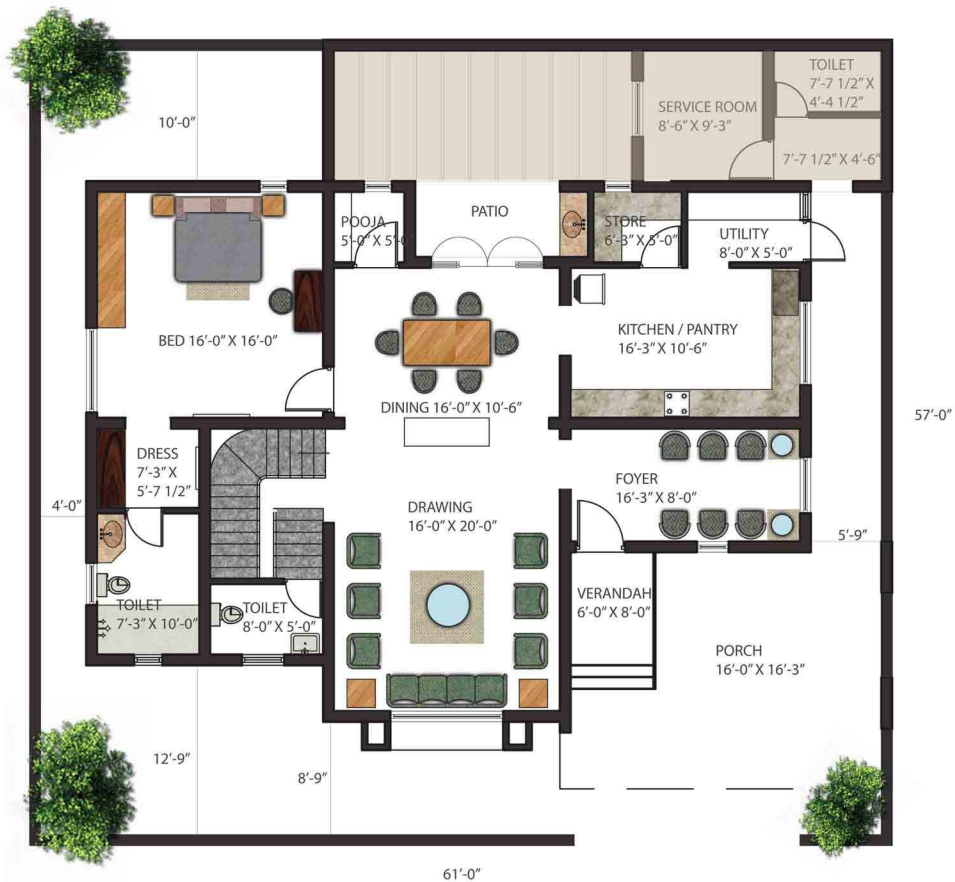 TOILET
7'-7 1/2" X
4'-4 1/2"
SERVICE ROOM
8'-6" X 9'-3"
10'-0"
7'-7 1/2" X 4'-6"
POOJA
5'-0" X 5'-0
PATIO
STORE
6'-3" X 5'-0"
UTILITY
8'-0" X 5'-0"
KITCHEN / PANTRY
16'-3" X 10'-6"
BED 16'-0" X 16'-0"
DINING 16'-0" X 10'-6"
57'-0"
DRESS
7'-3" X
5'-7 1/2"
FOYER
16'-3" X 8'-0"
4'-0"
DRAWING
16'-0" X 20'-0"
5'-9"
TOILET
7'-3" X 10'-0"
TOILET
8'-0" X 5'-0"
VERANDAH
6'-0" X 8'-0"
PORCH
16'-0" X 16'-3"
12'-9"
8'-9"
61'-0"